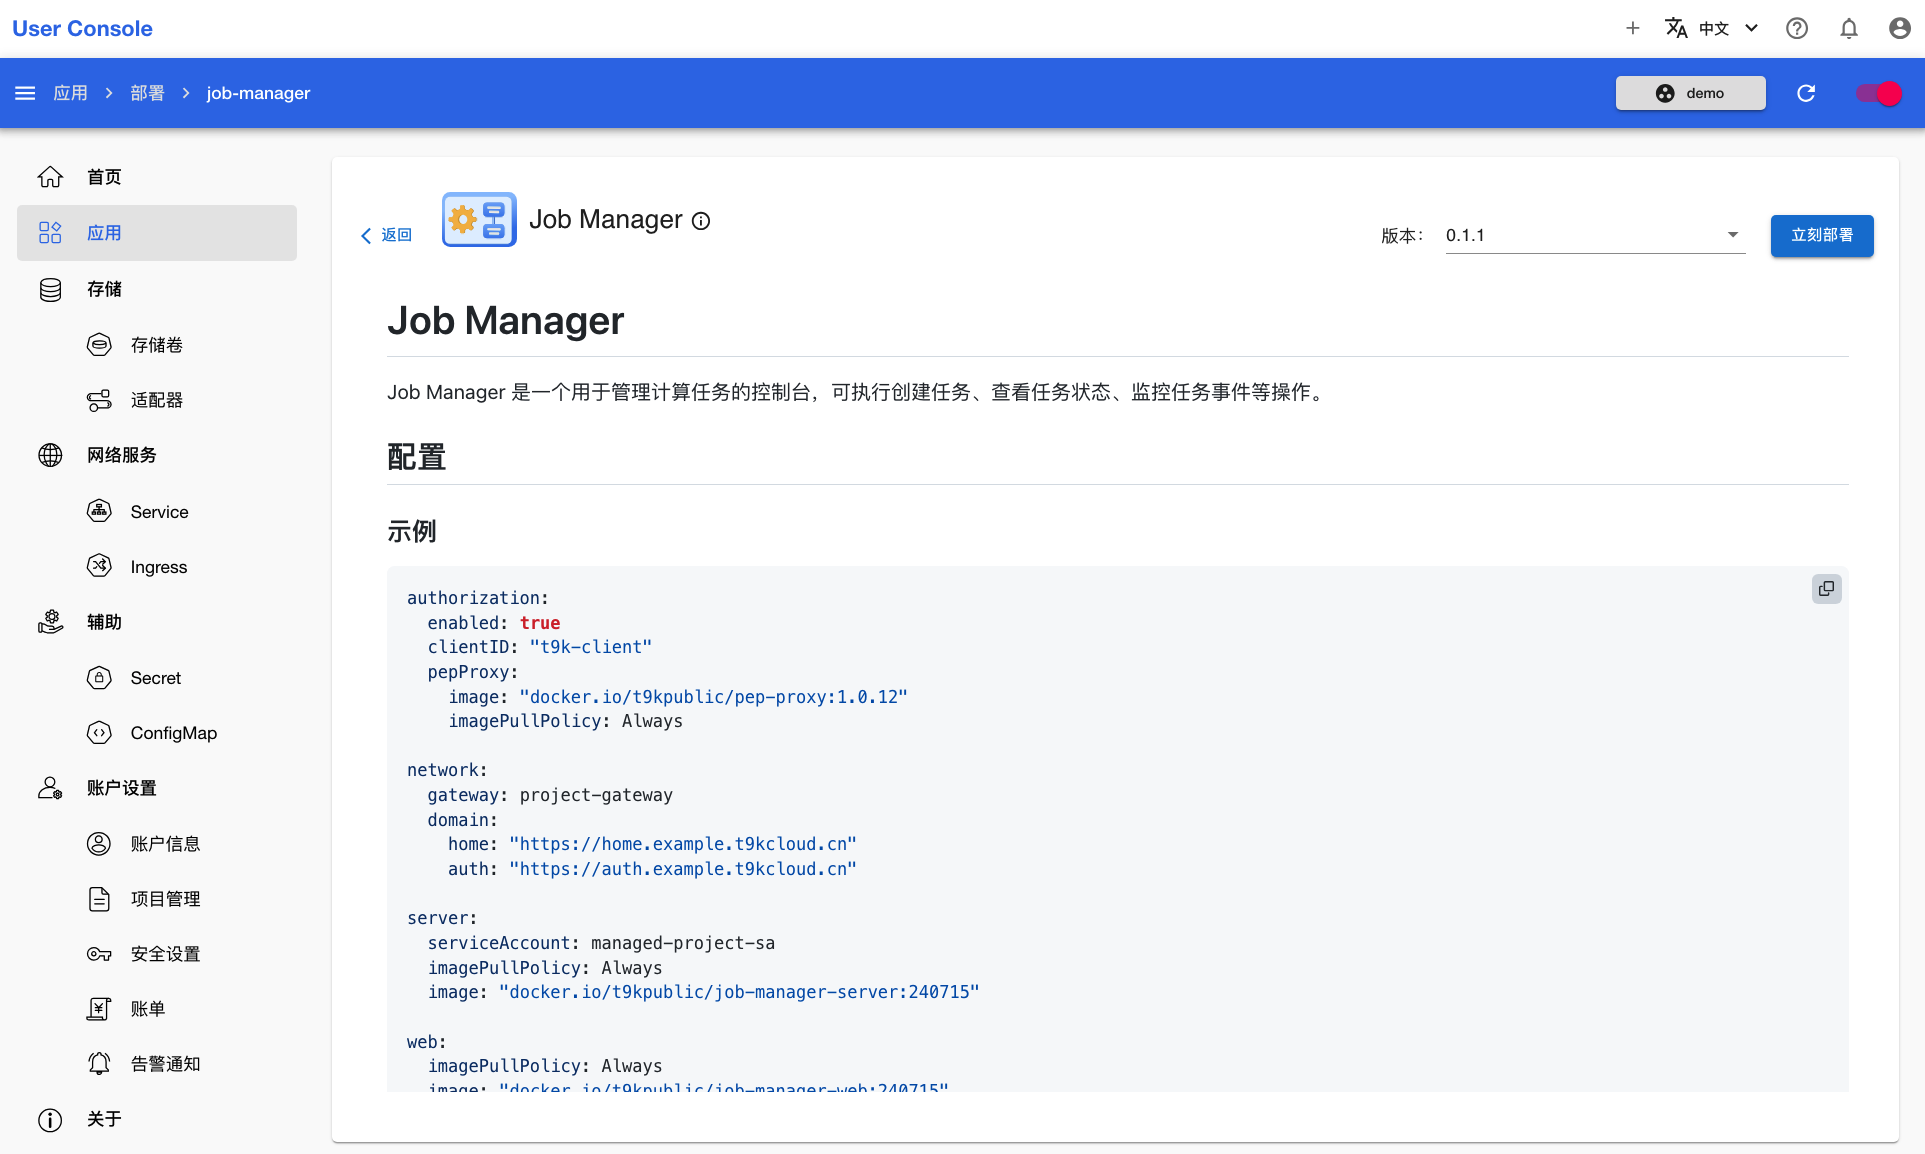 User Console
中文
应用 > 部署 > job-manager
demo
首页
应用
存储
存储卷
适配器
网络服务
Service
Ingress
辅助
Secret
ConfigMap
账户设置
账户信息
项目管理
安全设置
账单
告警通知
关于
返回
Job Manager
版本：
0.1.1
立刻部署
Job Manager
Job Manager 是一个用于管理计算任务的控制台，可执行创建任务、查看任务状态、监控任务事件等操作。
配置
示例
authorization:
  enabled: true
  clientID: "t9k-client"
  pepProxy:
    image: "docker.io/t9kpublic/pep-proxy:1.0.12"
    imagePullPolicy: Always
network:
  gateway: project-gateway
  domain:
    home: "https://home.example.t9kcloud.cn"
    auth: "https://auth.example.t9kcloud.cn"
server:
  serviceAccount: managed-project-sa
  imagePullPolicy: Always
  image: "docker.io/t9kpublic/job-manager-server:240715"
web:
  imagePullPolicy: Always
  image: "docker.io/t9kpublic/job-manager-web:240715"